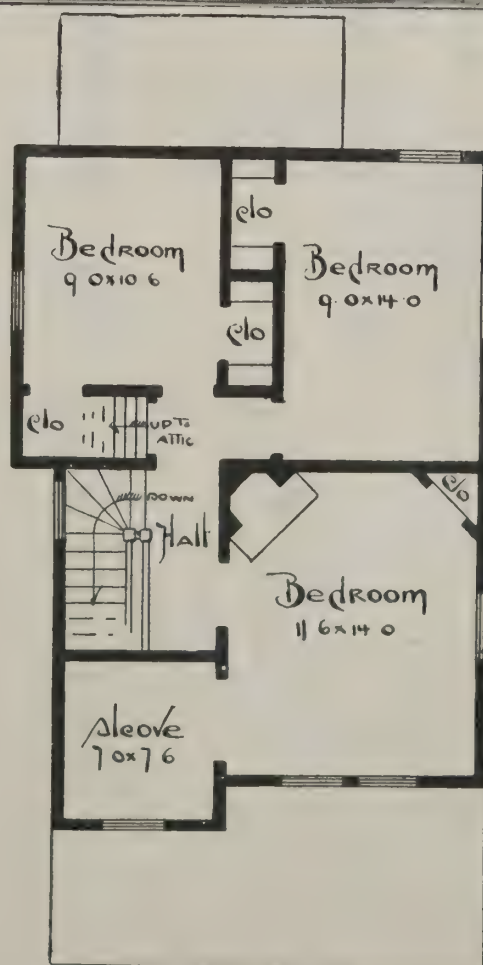 clo
Bedroom
9 0x10 6
Bedroom
9.0x14.0
clo
clo
UP TO
ATTIC
DOWN
Hall
clo
Bedroom
11 6x14 0
Alcove
7 0x7 6